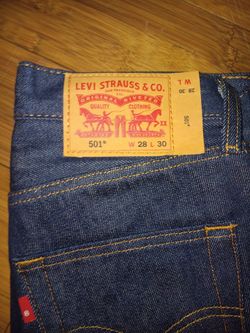 LEVI STRAUSS & CO.
ORIGINAL RIVETED
QUALITY CLOTHING
501® W 28 L 30
W L
28 30
501®